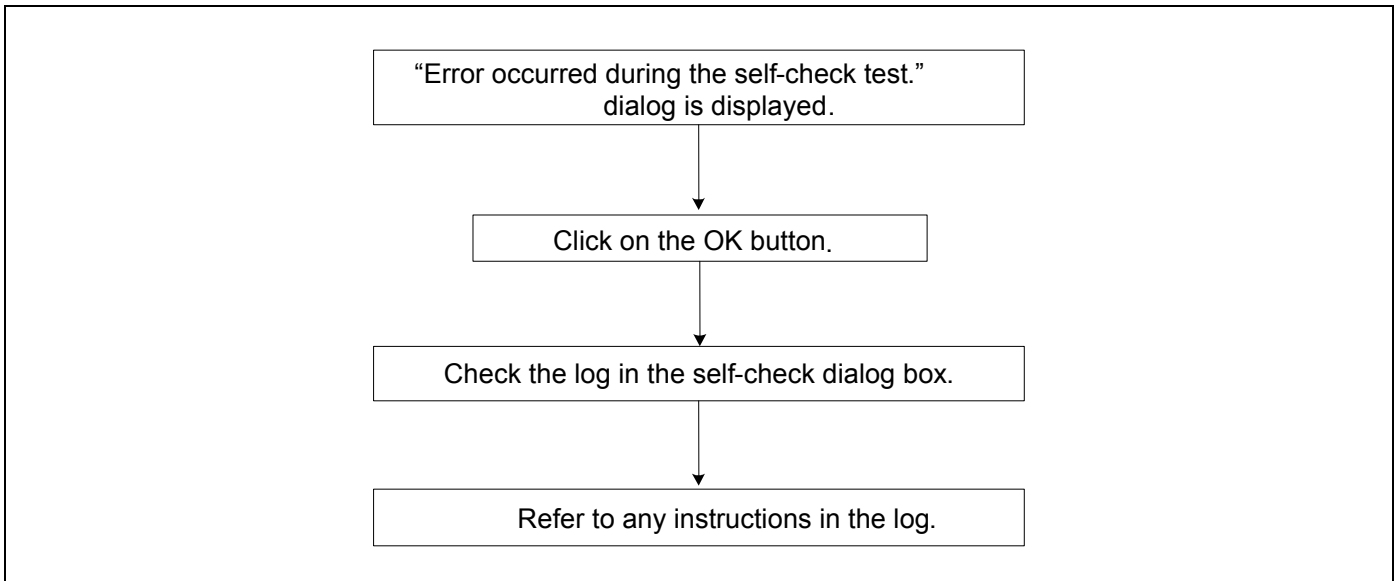 “Error occurred during the self-check test.”
dialog is displayed.
Click on the OK button.
Check the log in the self-check dialog box.
Refer to any instructions in the log.